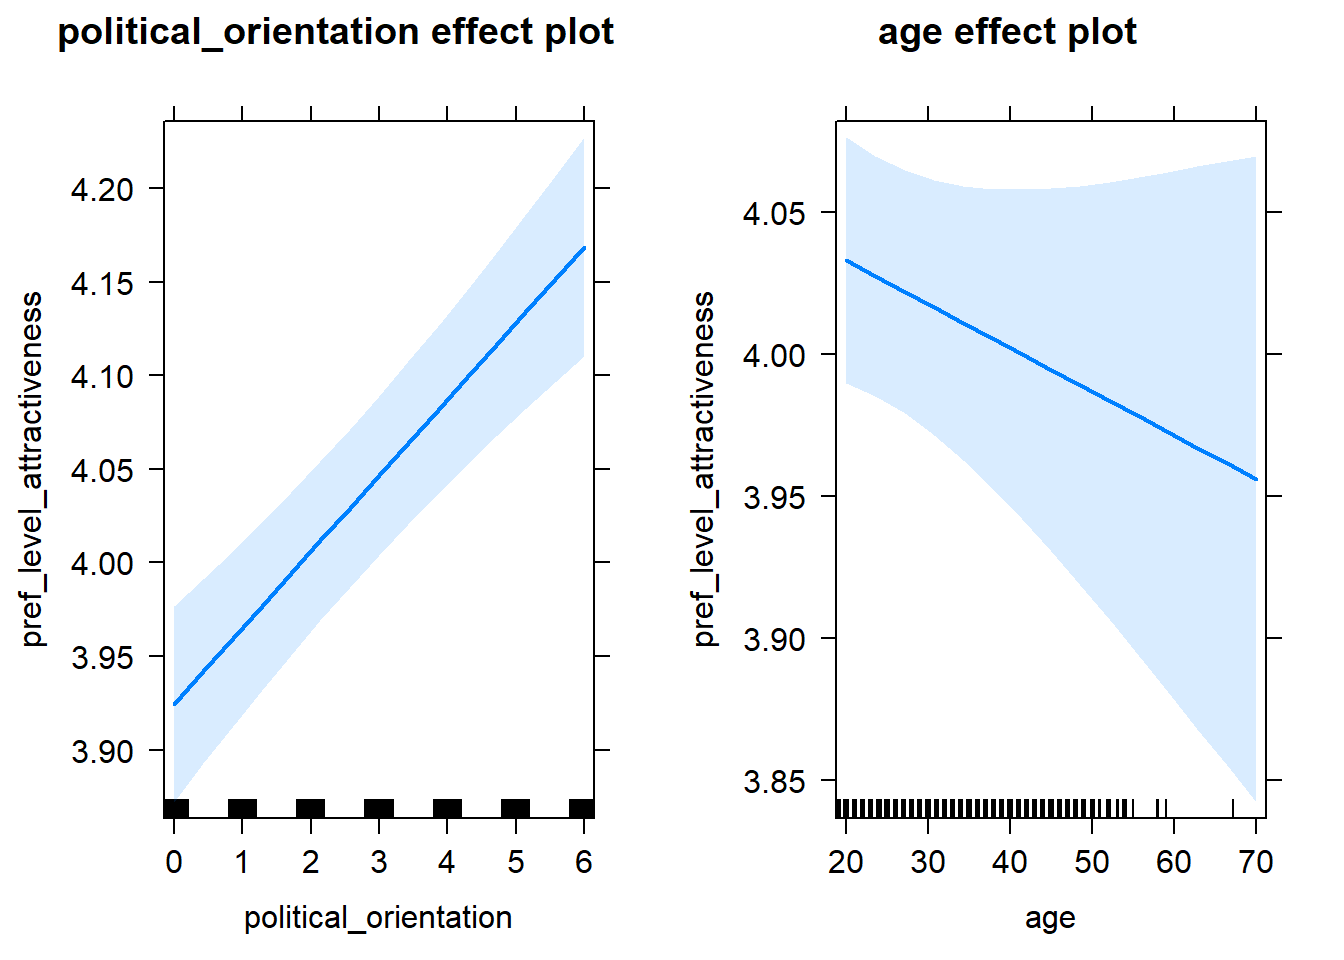 political_orientation effect plot
pref_level_attractiveness
4.20
4.15
4.10
4.05
4.00
3.95
3.90
0 1 2 3 4 5 6
political_orientation
age effect plot
pref_level_attractiveness
4.05
4.00
3.95
3.90
3.85
20 30 40 50 60 70
age